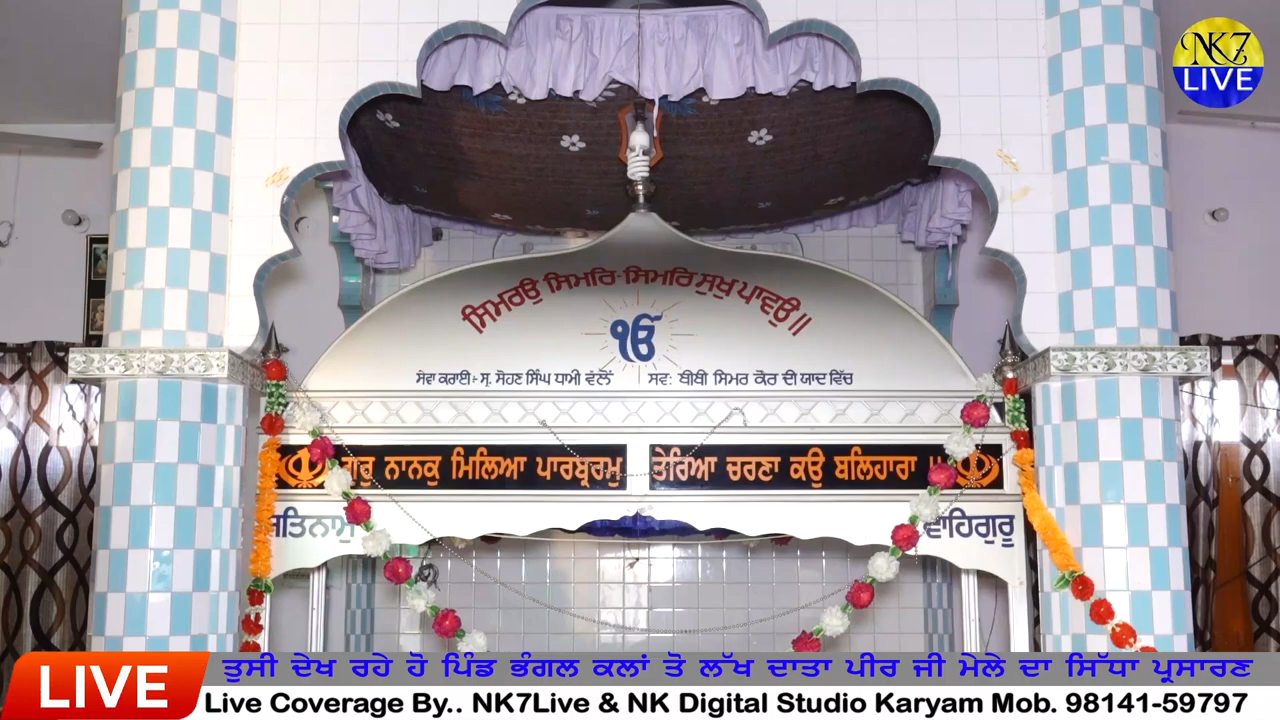 NK7
LIVE
ਸਿਮਰਉ ਸਿਮਰਿ ਸਿਮਰਿ ਸੁਖੁ ਪਾਵਉ॥
ੴ
ਸੇਵਾ ਕਰਾਈ:- ਸ੍ਰ. ਸੋਹਣ ਸਿੰਘ ਧਾਮੀ ਵੱਲੋਂ ਸਵ: ਬੀਬੀ ਸਿਮਰ ਕੌਰ ਦੀ ਯਾਦ ਵਿੱਚ
ਗੁਰੁ ਨਾਨਕੁ ਮਿਲਿਆ ਪਾਰਬ੍ਰਹਮੁ ਤੇਰਿਆ ਚਰਣਾ ਕਉ ਬਲਿਹਾਰਾ ॥
ਸਤਿਨਾਮੁ ਵਾਹਿਗੁਰੂ
LIVE ਤੁਸੀ ਦੇਖ ਰਹੇ ਹੋ ਪਿੰਡ ਭੰਗਲ ਕਲਾਂ ਤੋ ਲੱਖ ਦਾਤਾ ਪੀਰ ਜੀ ਮੇਲੇ ਦਾ ਸਿੱਧਾ ਪ੍ਰਸਾਰਣ
Live Coverage By.. NK7Live & NK Digital Studio Karyam Mob. 98141-59797